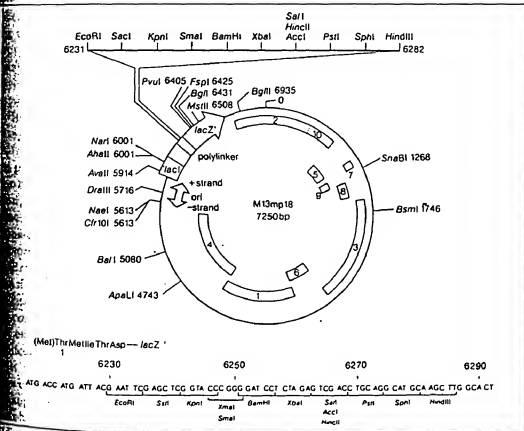 SalI
HincII
EcoRI SacI KpnI SmaI BamHI XbaI AccI PstI SphI HindIII
6231 6282
PvuI 6405 FspI 6425
BglI 6431
MstII 6508
BglII 6935
0
lacZ'
polylinker
2
10
NarI 6001
AhaII 6001
AvaII 5914
lacI
DraIII 5716
+strand
ori
-strand
NaeI 5613
Cfr10I 5613
BalI 5080
ApaLI 4743
M13mp18
7250bp
SnaBI 1268
BsmI 1746
5
7
9
8
3
4
6
1
(Met)ThrMetIleThrAsp—lacZ'
1
6230 6250 6270 6290
ATG ACC ATG ATT ACG AAT TCG AGC TCG GTA CCC GGG GAT CCT CTA GAG TCG ACC TGC AGG CAT GCA AGC TTG GCA CT
EcoRI SstI KpnI XmaI BamHI XbaI SalI PstI SphI HindIII
SmaI AccI
HincII